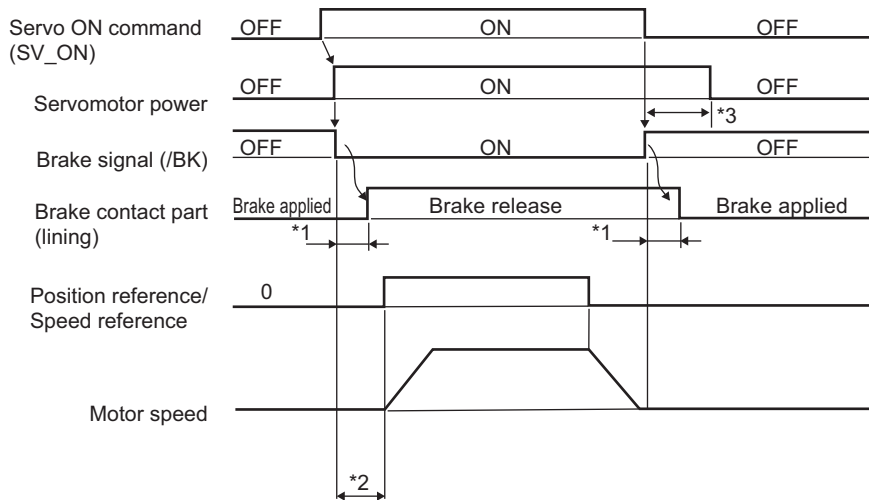 Servo ON command
(SV_ON)
OFF ON OFF
Servomotor power
OFF ON OFF
*3
Brake signal (/BK)
OFF ON OFF
Brake contact part
(lining)
Brake applied Brake release Brake applied
*1 *1
Position reference/
Speed reference
0
Motor speed
*2